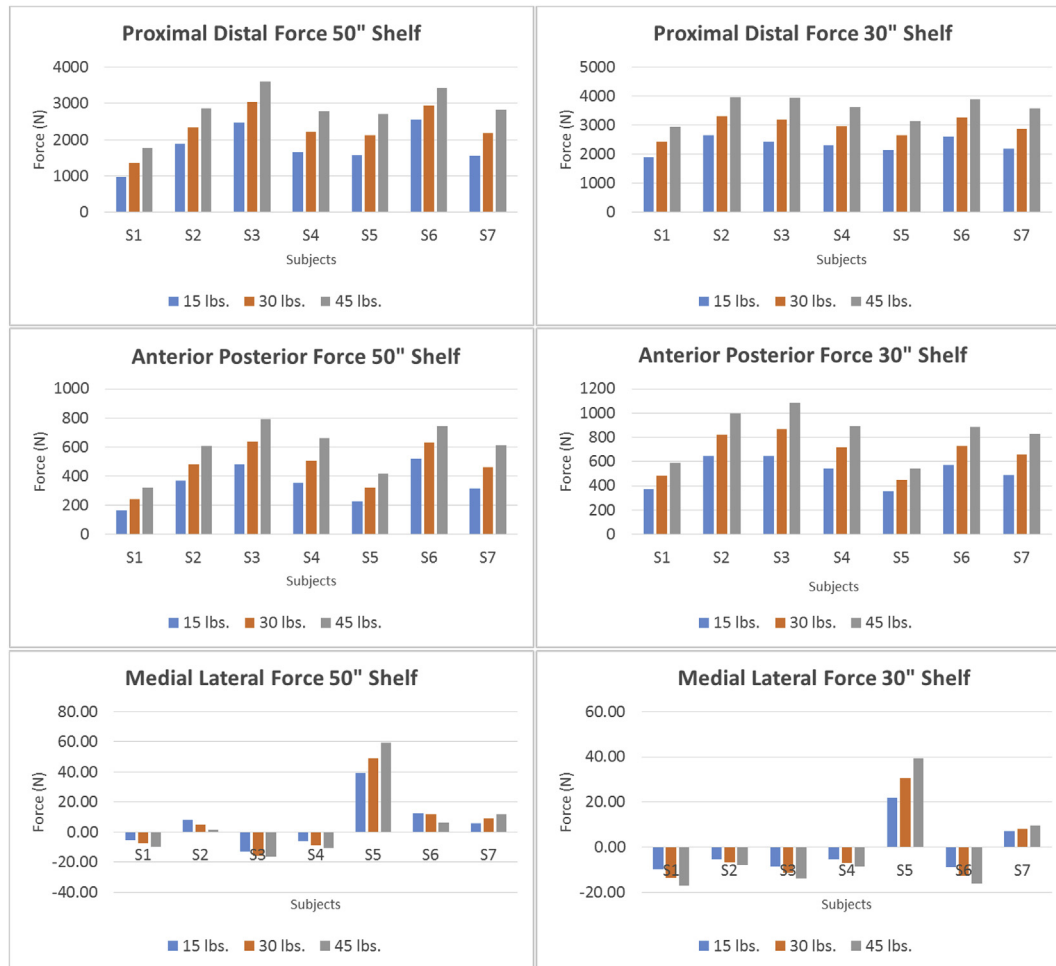 Proximal Distal Force 50" Shelf
4000
3000
2000
1000
0
Force (N)
S1 S2 S3 S4 S5 S6 S7
Subjects
15 lbs. 30 lbs. 45 lbs.
Proximal Distal Force 30" Shelf
5000
4000
3000
2000
1000
0
Force (N)
S1 S2 S3 S4 S5 S6 S7
Subjects
15 lbs. 30 lbs. 45 lbs.
Anterior Posterior Force 50" Shelf
1000
800
600
400
200
0
Force (N)
S1 S2 S3 S4 S5 S6 S7
Subjects
15 lbs. 30 lbs. 45 lbs.
Anterior Posterior Force 30" Shelf
1200
1000
800
600
400
200
0
Force (N)
S1 S2 S3 S4 S5 S6 S7
Subjects
15 lbs. 30 lbs. 45 lbs.
Medial Lateral Force 50" Shelf
80.00
60.00
40.00
20.00
0.00
-20.00
-40.00
Force (N)
S1 S2 S3 S4 S5 S6 S7
Subjects
15 lbs. 30 lbs. 45 lbs.
Medial Lateral Force 30" Shelf
60.00
40.00
20.00
0.00
-20.00
Force (N)
S1 S2 S3 S4 S5 S6 S7
Subjects
15 lbs. 30 lbs. 45 lbs.